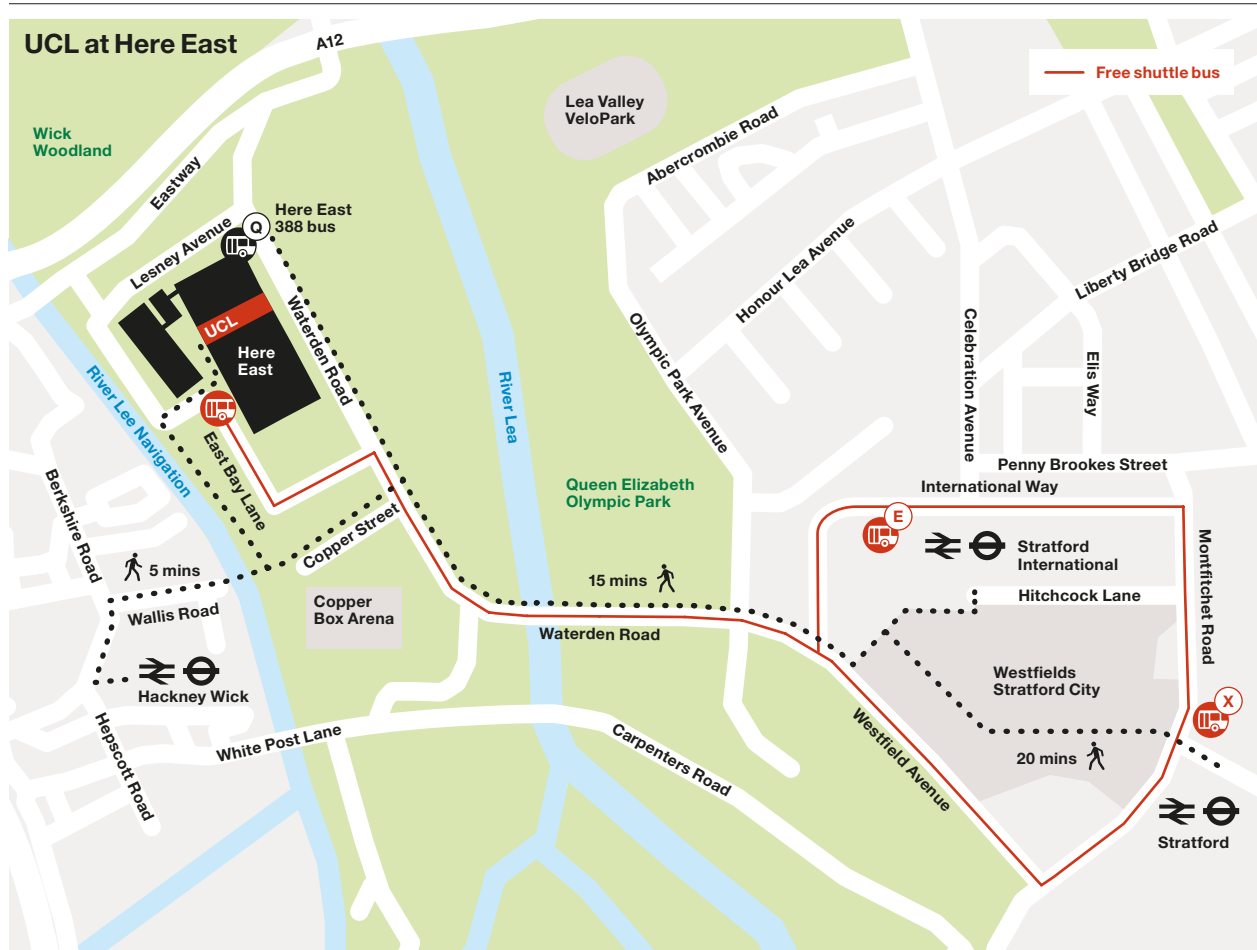 UCL at Here East
A12
Free shuttle bus
Lea Valley
VeloPark
Wick
Woodland
Abercrombie Road
Eastway
Here East
388 bus
Q
Lesney Avenue
Honour Lea Avenue
Liberty Bridge Road
UCL
Here
East
Waterden Road
Olympic Park Avenue
Celebration Avenue
Elis Way
River Lee Navigation
River Lea
East Bay Lane
Penny Brookes Street
International Way
Queen Elizabeth
Olympic Park
Berkshire Road
Copper Street
E
Stratford
International
Montfitchet Road
5 mins
15 mins
Hitchcock Lane
Wallis Road
Copper
Box Arena
Waterden Road
Westfields
Stratford City
Hackney Wick
X
Hepscott Road
White Post Lane
Carpenters Road
Westfield Avenue
20 mins
Stratford